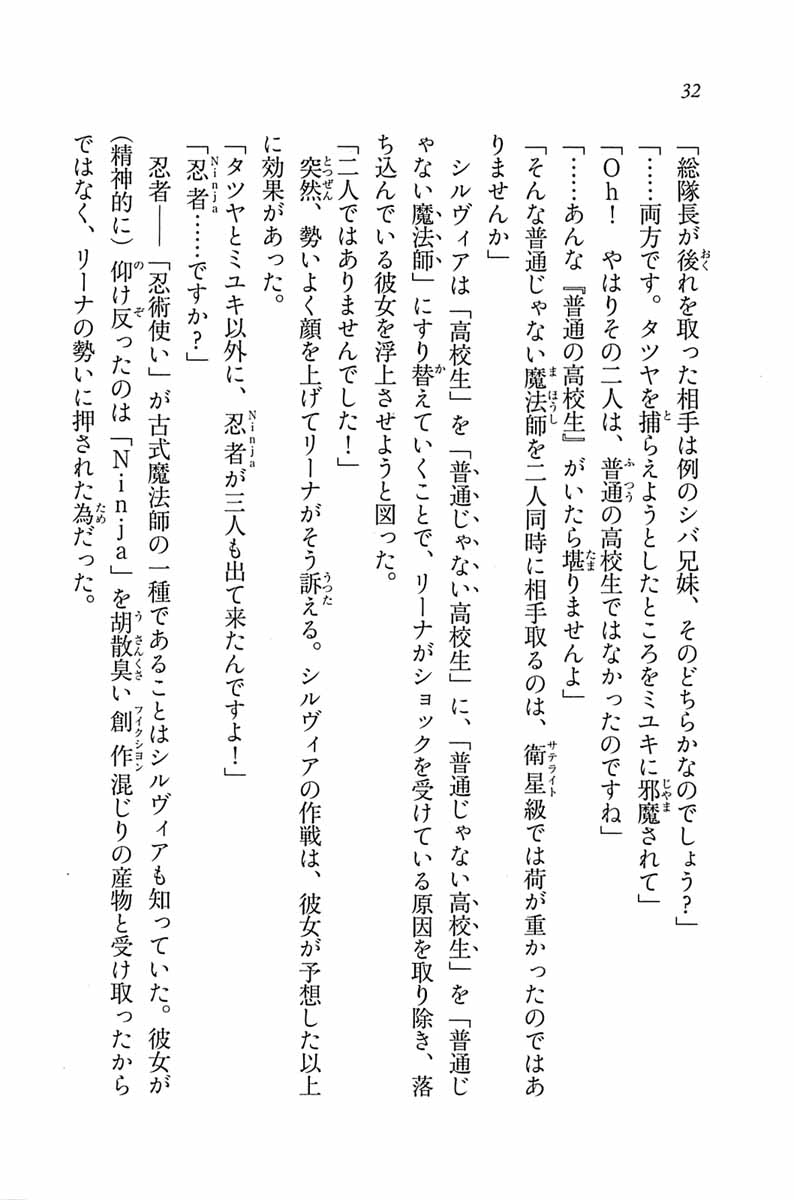 32
「総隊長が後れを取った相手は例のシバ兄妹、そのどちらかなのでしょう？」
「……両方です。タツヤを捕らえようとしたところをミユキに邪魔されて」
「Oh！　やはりその二人は、普通の高校生ではなかったのですね」
「……あんな『普通の高校生』がいたら堪りませんよ」
「そんな普通じゃない魔法師を二人同時に相手取るのは、衛星級では荷が重かったのではあ
りませんか」
　シルヴィアは「高校生」を「普通じゃない高校生」に、「普通じゃない高校生」を「普通じ
ゃない魔法師」にすり替えていくことで、リーナがショックを受けている原因を取り除き、落
ち込んでいる彼女を浮上させようと図った。
「二人ではありませんでした！」
　突然、勢いよく顔を上げてリーナがそう訴える。シルヴィアの作戦は、彼女が予想した以上
に効果があった。
「タツヤとミユキ以外に、忍者が三人も出て来たんですよ！」
「忍者……ですか？」
　忍者――「忍術使い」が古式魔法師の一種であることはシルヴィアも知っていた。彼女が
（精神的に）仰け反ったのは「Ninja」を胡散臭い創作混じりの産物と受け取ったから
ではなく、リーナの勢いに押された為だった。